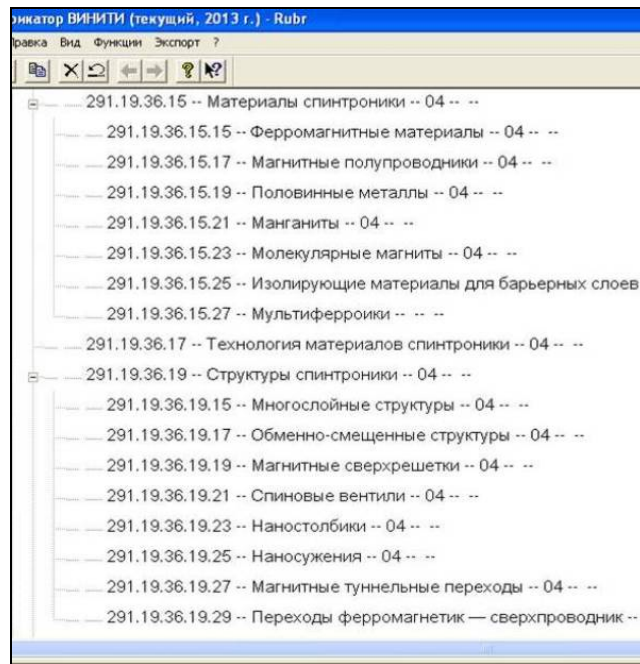 рикатор ВИНИТИ (текущий, 2013 г.) - Rubr
Правка Вид Функции Экспорт ?
291.19.36.15 -- Материалы спинтроники -- 04 -- --
291.19.36.15.15 -- Ферромагнитные материалы -- 04 -- --
291.19.36.15.17 -- Магнитные полупроводники -- 04 -- --
291.19.36.15.19 -- Половинные металлы -- 04 -- --
291.19.36.15.21 -- Манганиты -- 04 -- --
291.19.36.15.23 -- Молекулярные магниты -- 04 -- --
291.19.36.15.25 -- Изолирующие материалы для барьерных слоев
291.19.36.15.27 -- Мультиферроики -- -- --
291.19.36.17 -- Технология материалов спинтроники -- 04 -- --
291.19.36.19 -- Структуры спинтроники -- 04 -- --
291.19.36.19.15 -- Многослойные структуры -- 04 -- --
291.19.36.19.17 -- Обменно-смещенные структуры -- 04 -- --
291.19.36.19.19 -- Магнитные сверхрешетки -- 04 -- --
291.19.36.19.21 -- Спиновые вентили -- 04 -- --
291.19.36.19.23 -- Наностолбики -- 04 -- --
291.19.36.19.25 -- Наносужения -- 04 -- --
291.19.36.19.27 -- Магнитные туннельные переходы -- 04 -- --
291.19.36.19.29 -- Переходы ферромагнетик — сверхпроводник --